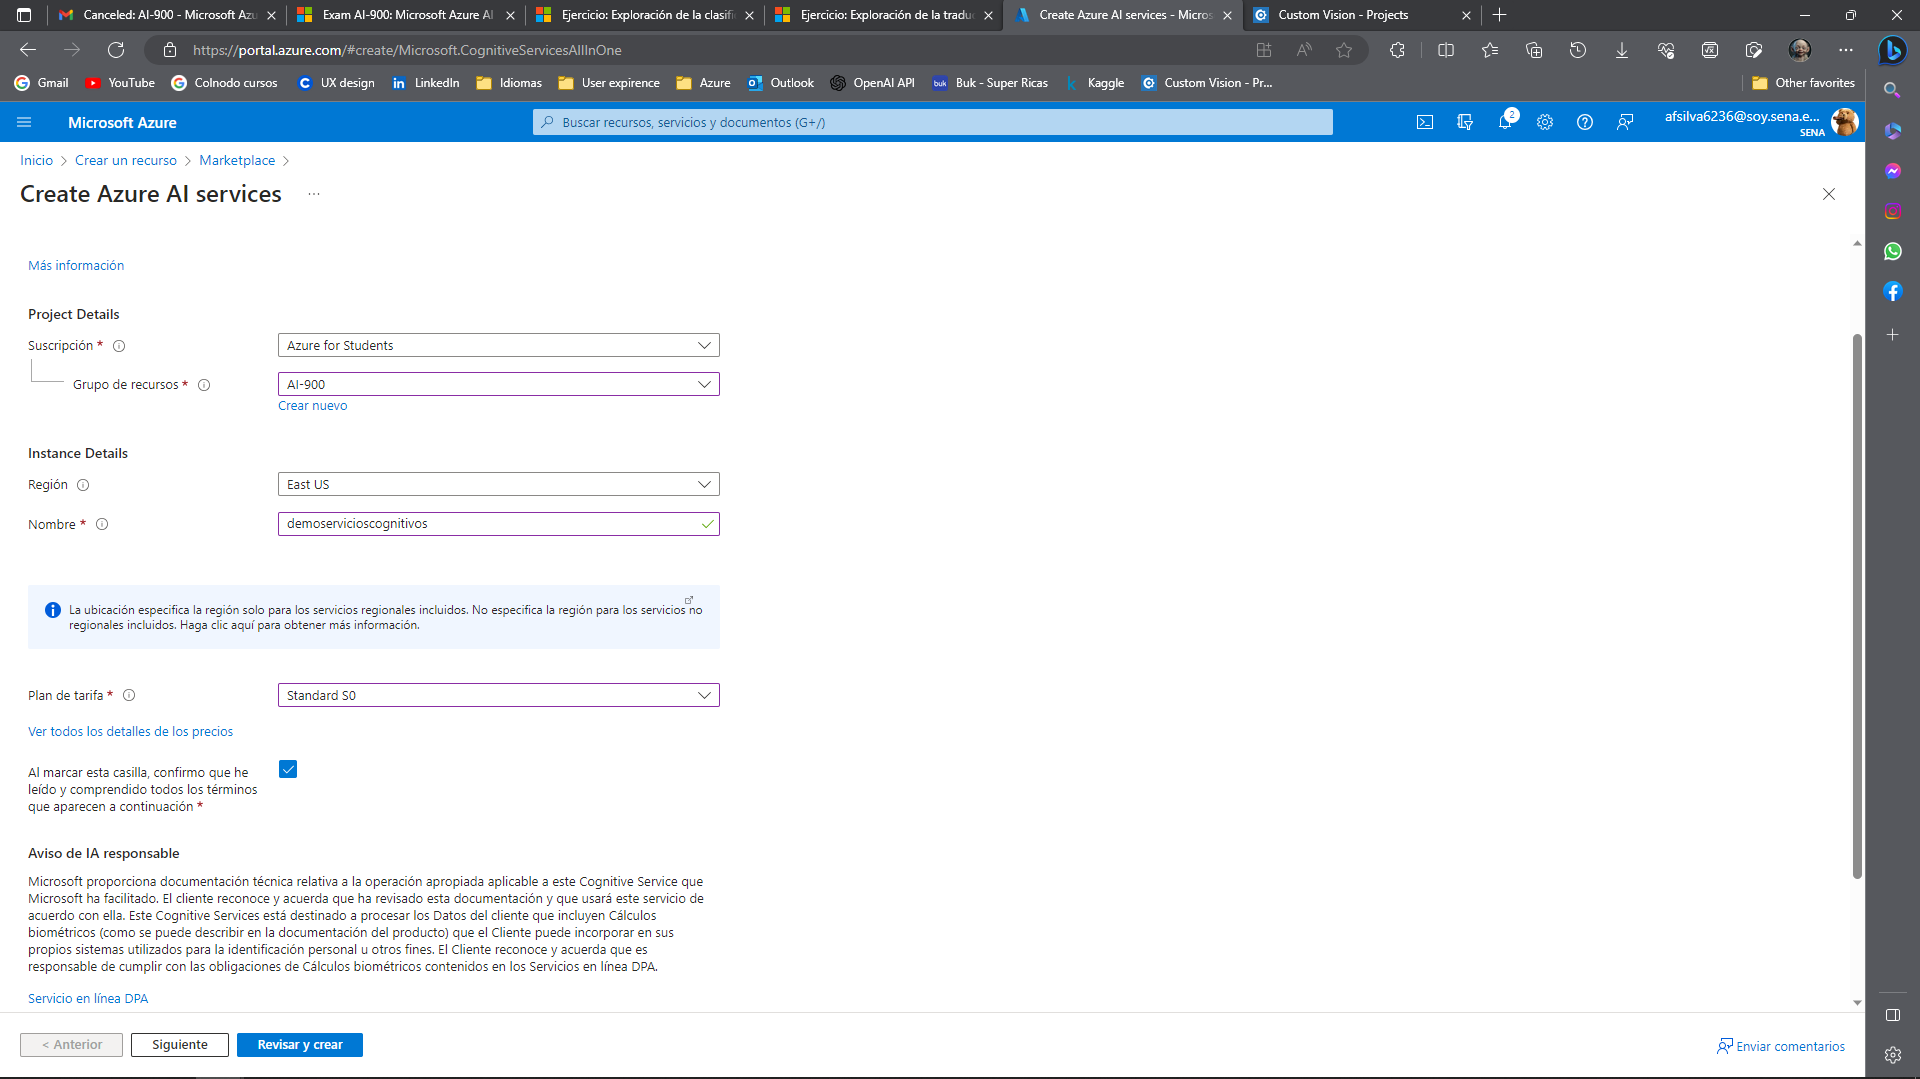 Canceled: AI-900 - Microsoft Azu
Exam AI-900: Microsoft Azure AI
Ejercicio: Exploración de la clasifi
Ejercicio: Exploración de la tradu
Create Azure AI services - Micros
Custom Vision - Projects
https://portal.azure.com/#create/Microsoft.CognitiveServicesAllInOne
Gmail
YouTube
Colnodo cursos
UX design
LinkedIn
Idiomas
User expirence
Azure
Outlook
OpenAI API
Buk - Super Ricas
Kaggle
Custom Vision - Pr...
Other favorites
Microsoft Azure
Buscar recursos, servicios y documentos (G+/)
2
afsilva6236@soy.sena.e...
SENA
Inicio > Crear un recurso > Marketplace >
Create Azure AI services ...
Más información
Project Details
Suscripción *
Azure for Students
Grupo de recursos *
AI-900
Crear nuevo
Instance Details
Región
East US
Nombre *
demoservicioscognitivos
La ubicación especifica la región solo para los servicios regionales incluidos. No especifica la región para los servicios no
regionales incluidos. Haga clic aquí para obtener más información.
Plan de tarifa *
Standard S0
Ver todos los detalles de los precios
Al marcar esta casilla, confirmo que he
leído y comprendido todos los términos
que aparecen a continuación *
Aviso de IA responsable
Microsoft proporciona documentación técnica relativa a la operación apropiada aplicable a este Cognitive Service que
Microsoft ha facilitado. El cliente reconoce y acuerda que ha revisado esta documentación y que usará este servicio de
acuerdo con ella. Este Cognitive Services está destinado a procesar los Datos del cliente que incluyen Cálculos
biométricos (como se puede describir en la documentación del producto) que el Cliente puede incorporar en sus
propios sistemas utilizados para la identificación personal u otros fines. El Cliente reconoce y acuerda que es
responsable de cumplir con las obligaciones de Cálculos biométricos contenidos en los Servicios en línea DPA.
Servicio en línea DPA
< Anterior
Siguiente
Revisar y crear
Enviar comentarios